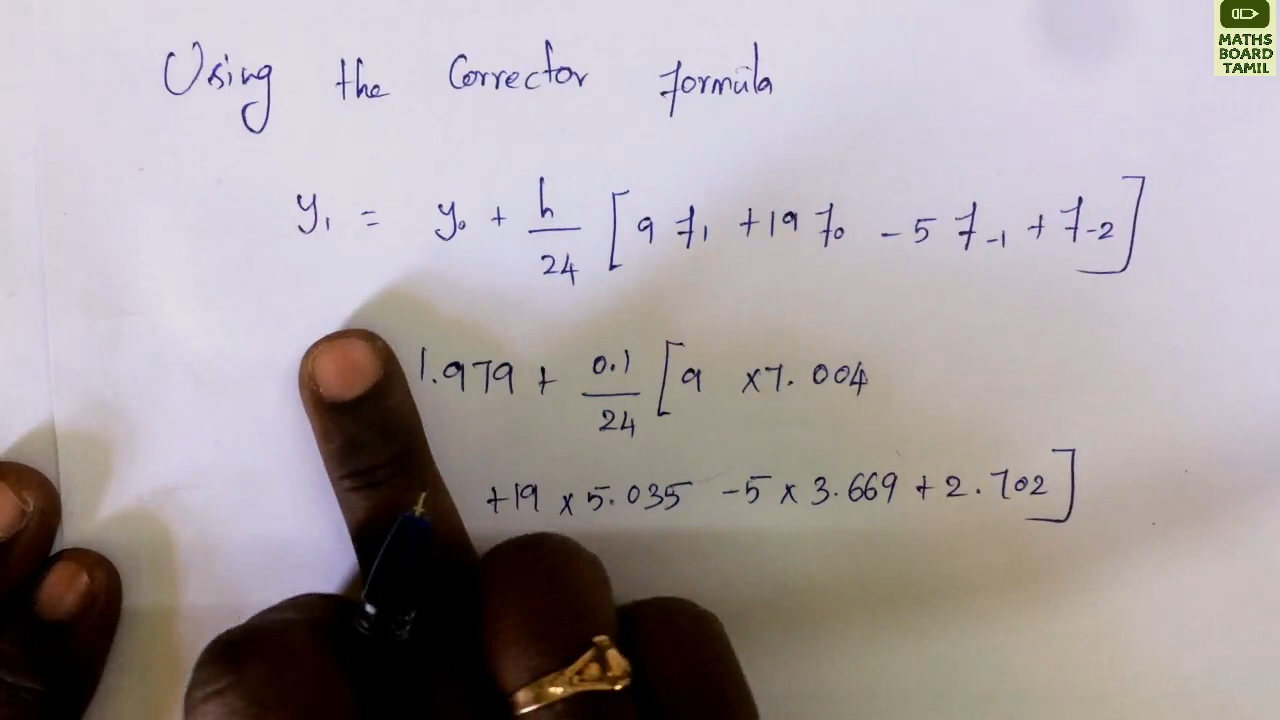 MATHS
BOARD
TAMIL
Using the Corrector formula
y₁ = y₀ + h/24 [9 f₁ + 19 f₀ - 5 f₋₁ + f₋₂]
1.979 + 0.1/24 [9 × 7.004
+19 × 5.035 - 5 × 3.669 + 2.702]